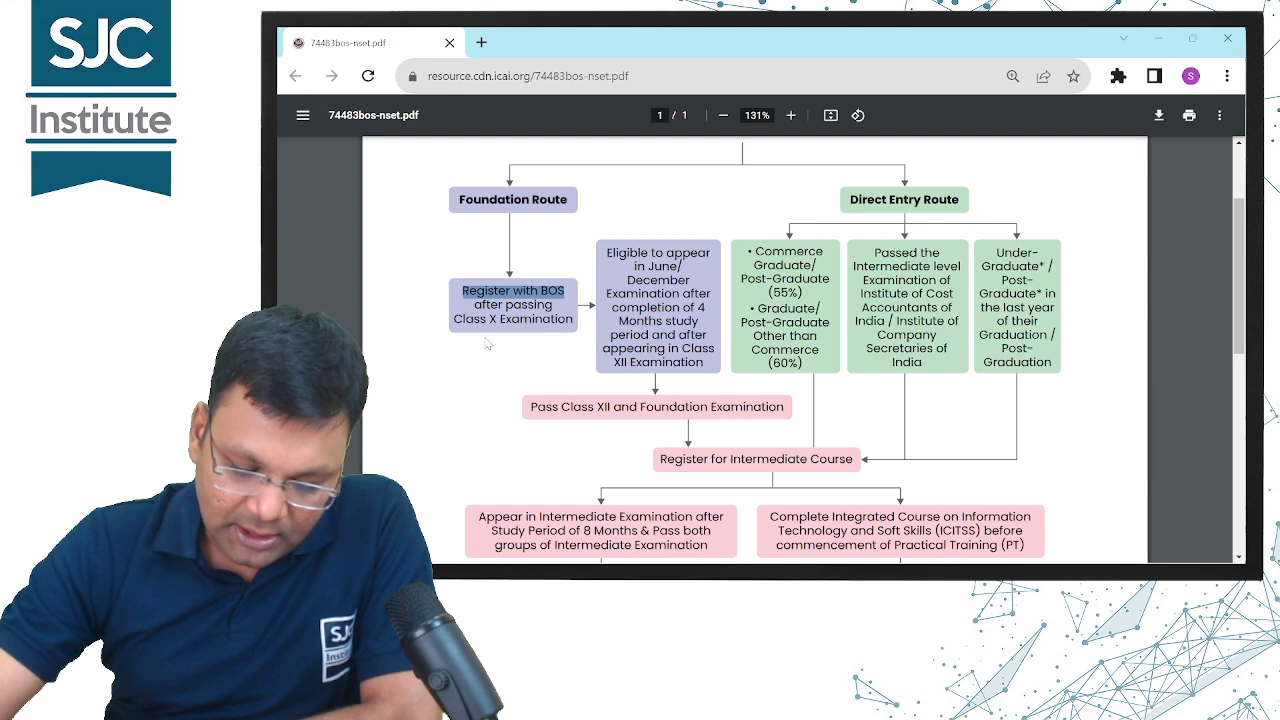 SJC
Institute
74483bos-nset.pdf
resource.cdn.icai.org/74483bos-nset.pdf
S
74483bos-nset.pdf
1 / 1
131%
Foundation Route
Direct Entry Route
Register with BOS
after passing
Class X Examination
Eligible to appear
in June/
December
Examination after
completion of 4
Months study
period and after
appearing in Class
XII Examination
• Commerce
Graduate/
Post-Graduate
(55%)
• Graduate/
Post-Graduate
Other than
Commerce
(60%)
Passed the
Intermediate level
Examination of
Institute of Cost
Accountants of
India / Institute of
Company
Secretaries of
India
Under-
Graduate* /
Post-
Graduate* in
the last year
of their
Graduation /
Post-
Graduation
Pass Class XII and Foundation Examination
Register for Intermediate Course
Appear in Intermediate Examination after
Study Period of 8 Months & Pass both
groups of Intermediate Examination
Complete Integrated Course on Information
Technology and Soft Skills (ICITSS) before
commencement of Practical Training (PT)
SJC